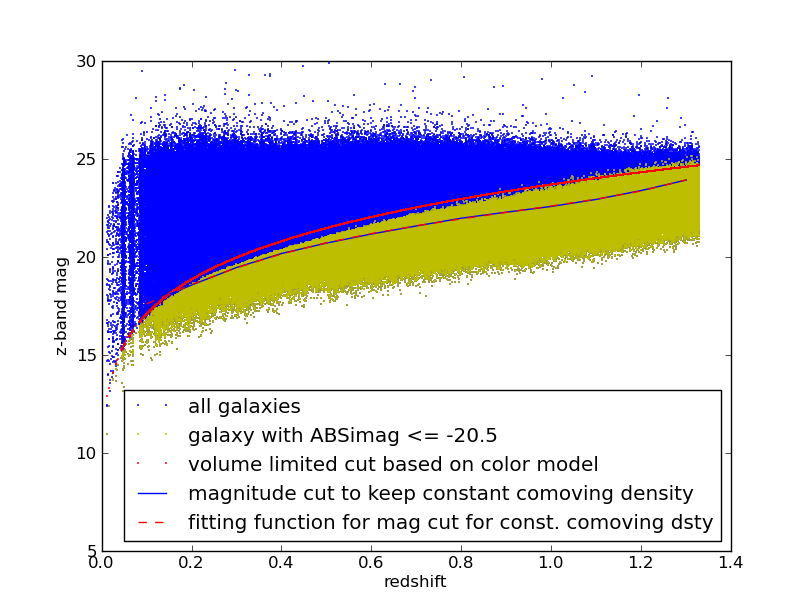 30
25
20
15
10
5
z-band mag
all galaxies
galaxy with ABSimag <= -20.5
volume limited cut based on color model
magnitude cut to keep constant comoving density
fitting function for mag cut for const. comoving dsty
0.0 0.2 0.4 0.6 0.8 1.0 1.2 1.4
redshift